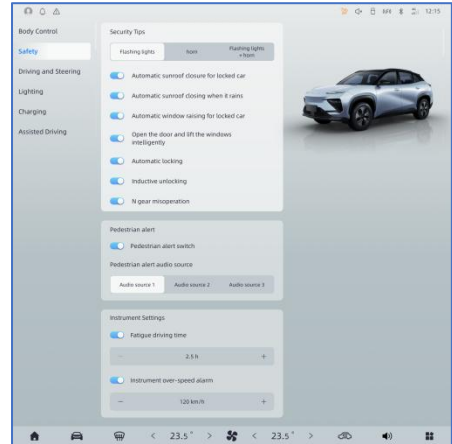 12:15
Body Control
Safety
Driving and Steering
Lighting
Charging
Assisted Driving
Security Tips
Flashing lights
horn
Flashing lights
+ horn
Automatic sunroof closure for locked car
Automatic sunroof closing when it rains
Automatic window raising for locked car
Open the door and lift the windows
intelligently
Automatic locking
Inductive unlocking
N gear misoperation
Pedestrian alert
Pedestrian alert switch
Pedestrian alert audio source
Audio source 1
Audio source 2
Audio source 3
Instrument Settings
Fatigue driving time
− 2.5 h +
Instrument over-speed alarm
− 120 km/h +
< 23.5° > < 23.5° >